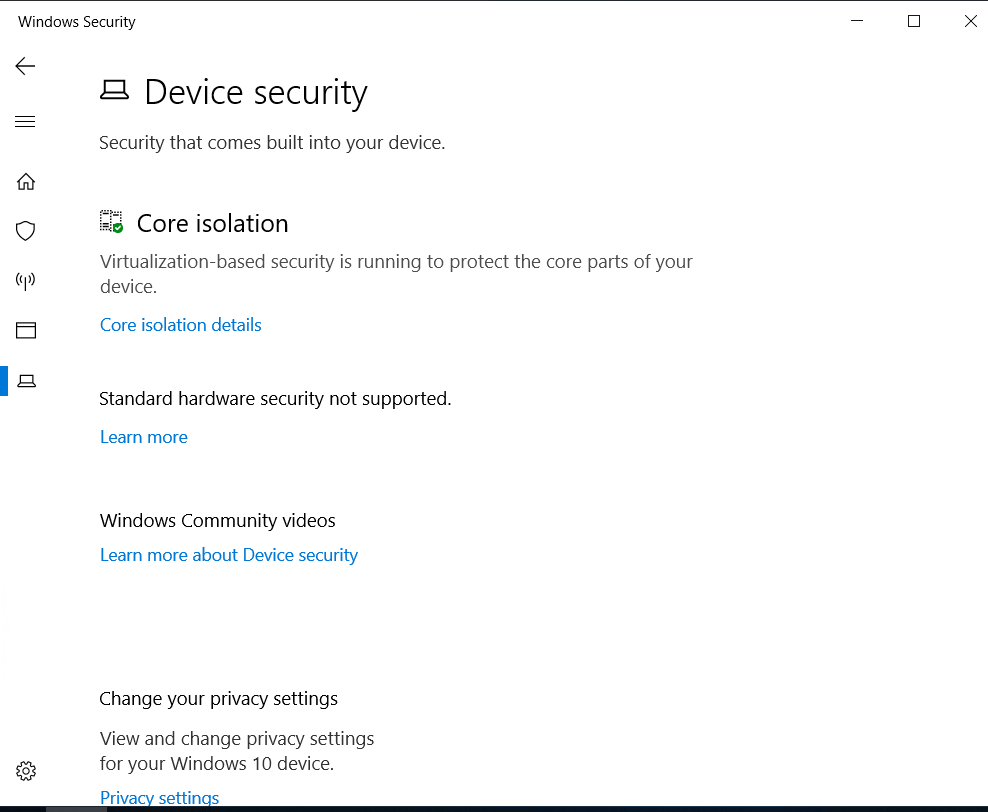 Windows Security
Device security
Security that comes built into your device.
Core isolation
Virtualization-based security is running to protect the core parts of your
device.
Core isolation details
Standard hardware security not supported.
Learn more
Windows Community videos
Learn more about Device security
Change your privacy settings
View and change privacy settings
for your Windows 10 device.
Privacy settings